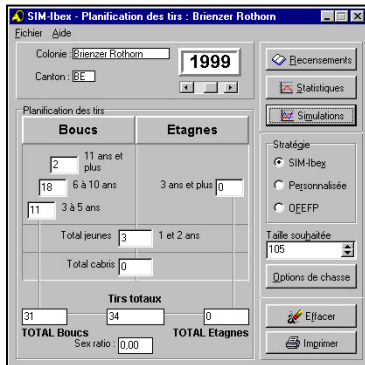 SIM-Ibex - Planification des tirs : Brienzer Rothorn
Fichier Aide
Colonie : Brienzer Rothorn
Canton : BE
1999
Planification des tirs
Boucs Etagnes
2 11 ans et plus
18 6 à 10 ans
3 ans et plus 0
11 3 à 5 ans
Total jeunes 3 1 et 2 ans
Total cabris 0
Tirs totaux
31 34 0
TOTAL Boucs TOTAL Etagnes
Sex ratio : 0,00
Recensements
Statistiques
Simulations
Stratégie
SIM-Ibex
Personnalisée
OFEFP
Taille souhaitée
105
Options de chasse
Effacer
Imprimer